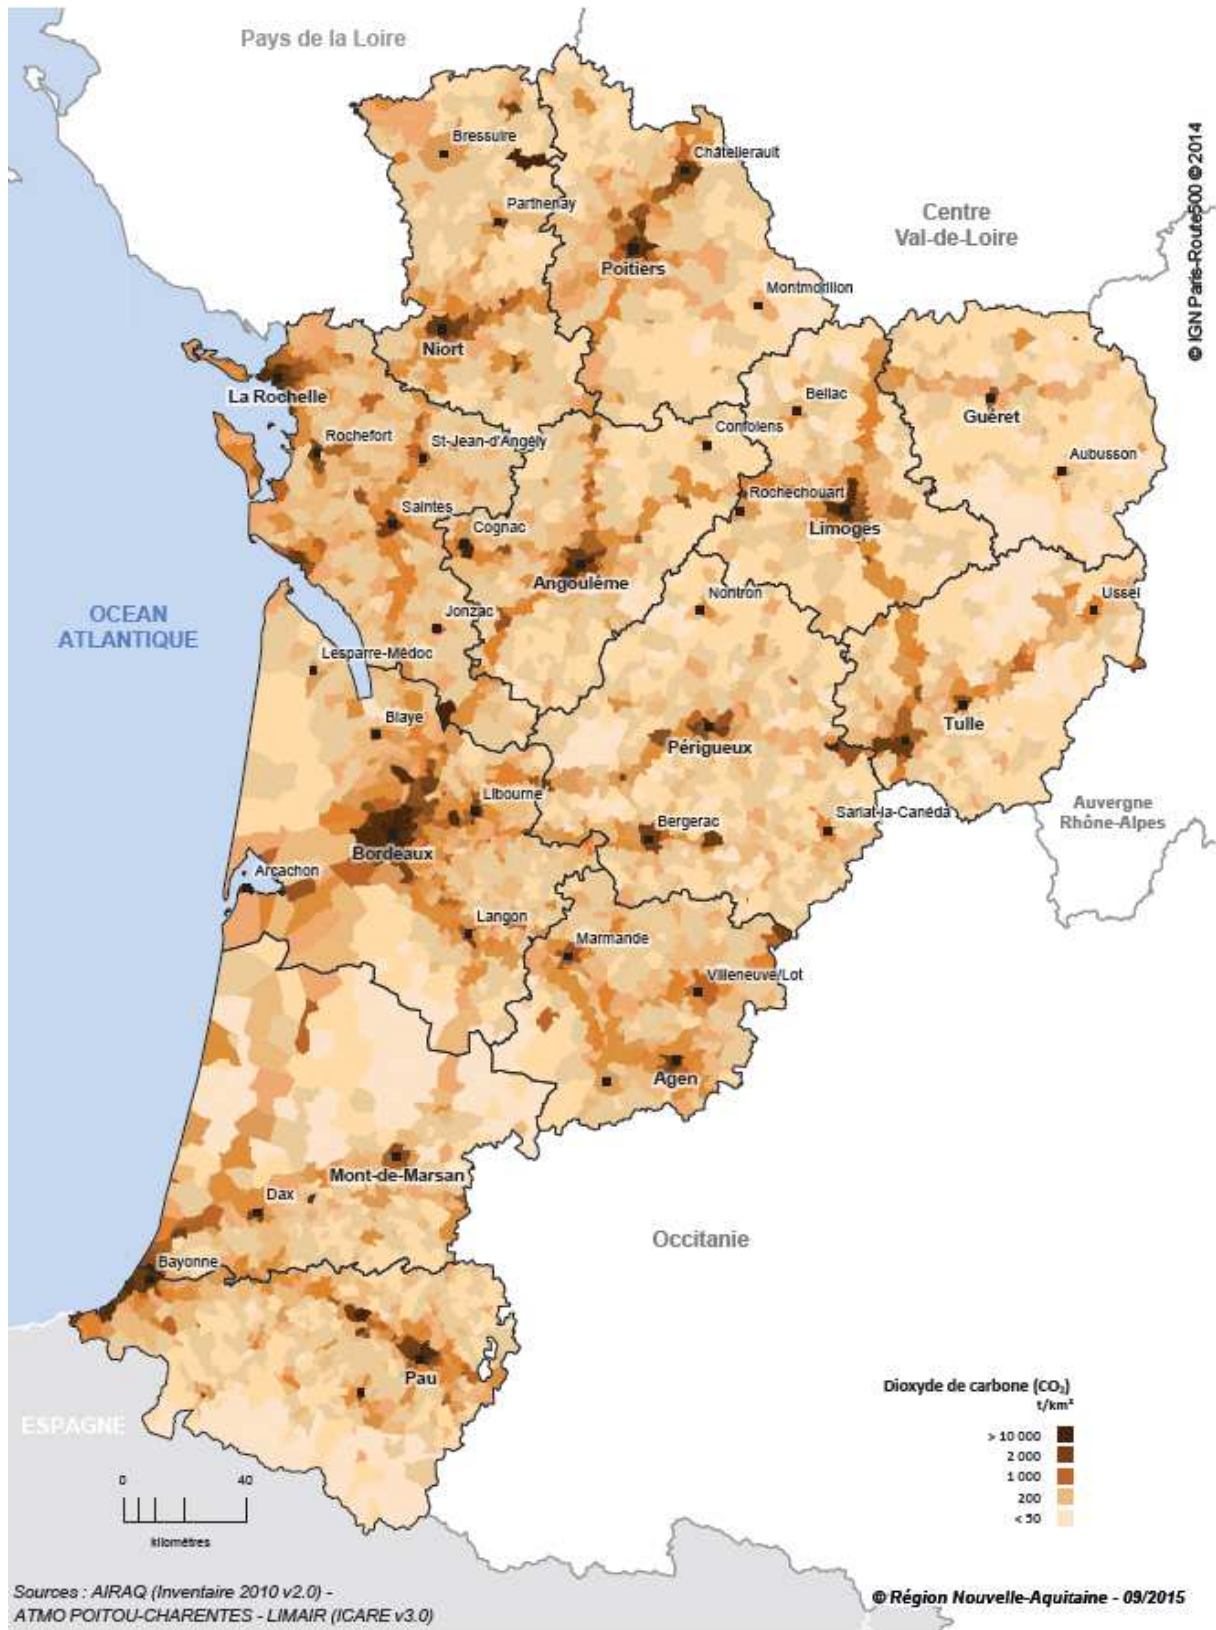 Pays de la Loire
© IGN Paris-Route500 ©2014
Bressuire
Châtellerault
Parthenay
Centre
Val-de-Loire
Poitiers
Montmorillon
Niort
La Rochelle
Bellac
Guéret
Rochefort
St-Jean-d'Angély
Confolens
Aubusson
Saintes
Rochechouart
Cognac
Limoges
Angoulême
Nontron
Ussel
OCEAN
ATLANTIQUE
Jonzac
Lesparre-Médoc
Blaye
Tulle
Périgueux
Libourne
Bergerac
Sarlat-la-Canéda
Auvergne
Rhône-Alpes
Bordeaux
Arcachon
Langon
Marmande
Villeneuve/Lot
Agen
Mont-de-Marsan
Dax
Occitanie
Bayonne
Pau
ESPAGNE
Dioxyde de carbone (CO₂)
t/km²
> 10 000
2 000
1 000
200
< 30
0 40
kilomètres
Sources : AIRAQ (Inventaire 2010 v2.0) -
ATMO POITOU-CHARENTES - LIMAIR (ICARE v3.0)
© Région Nouvelle-Aquitaine - 09/2015